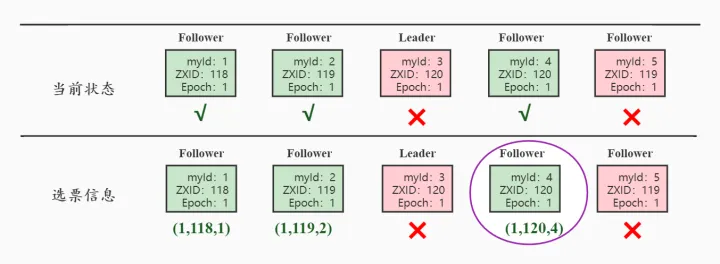 Follower Follower Leader Follower Follower
myId: 1 myId: 2 myId: 3 myId: 4 myId: 5
ZXID: 118 ZXID: 119 ZXID: 120 ZXID: 120 ZXID: 119
Epoch: 1 Epoch: 1 Epoch: 1 Epoch: 1 Epoch: 1
当前状态
√ √ × √ ×
Follower Follower Leader Follower Follower
myId: 1 myId: 2 myId: 3 myId: 4 myId: 5
ZXID: 118 ZXID: 119 ZXID: 120 ZXID: 120 ZXID: 119
Epoch: 1 Epoch: 1 Epoch: 1 Epoch: 1 Epoch: 1
选票信息
(1,118,1) (1,119,2) × (1,120,4) ×